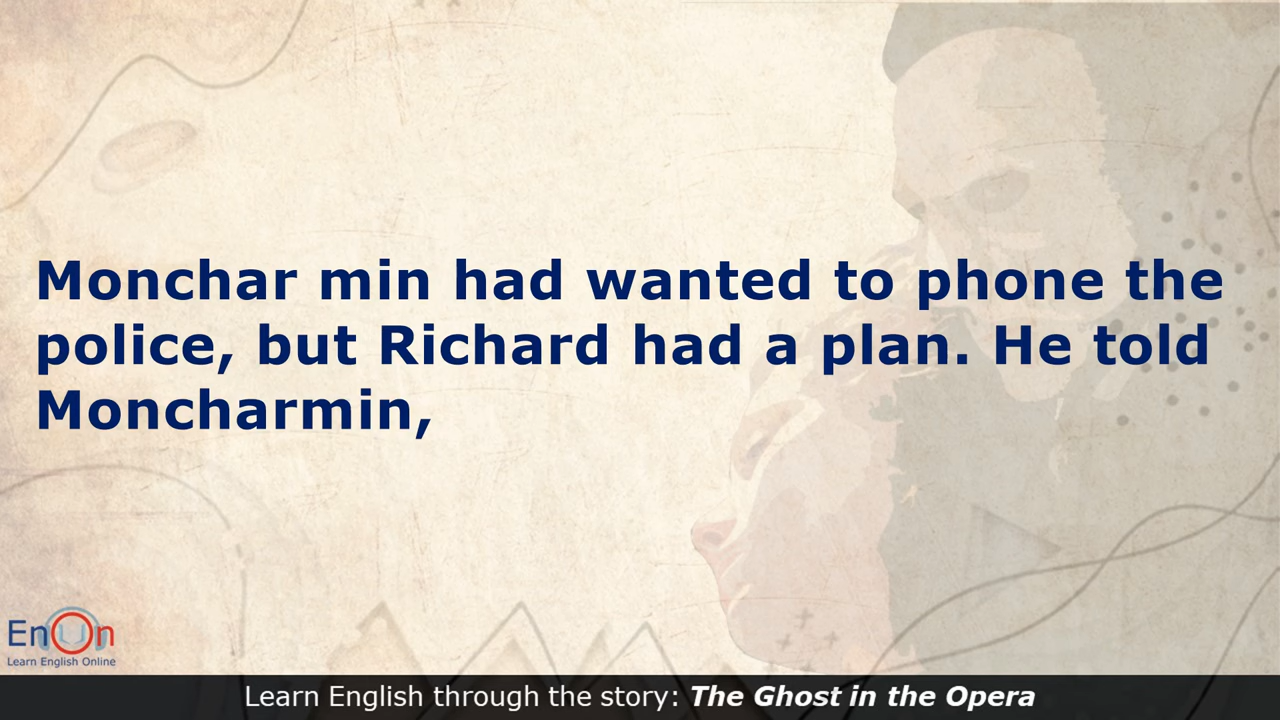 Monchar min had wanted to phone the
police, but Richard had a plan. He told
Moncharmin,
EnOn
Learn English Online
Learn English through the story: The Ghost in the Opera